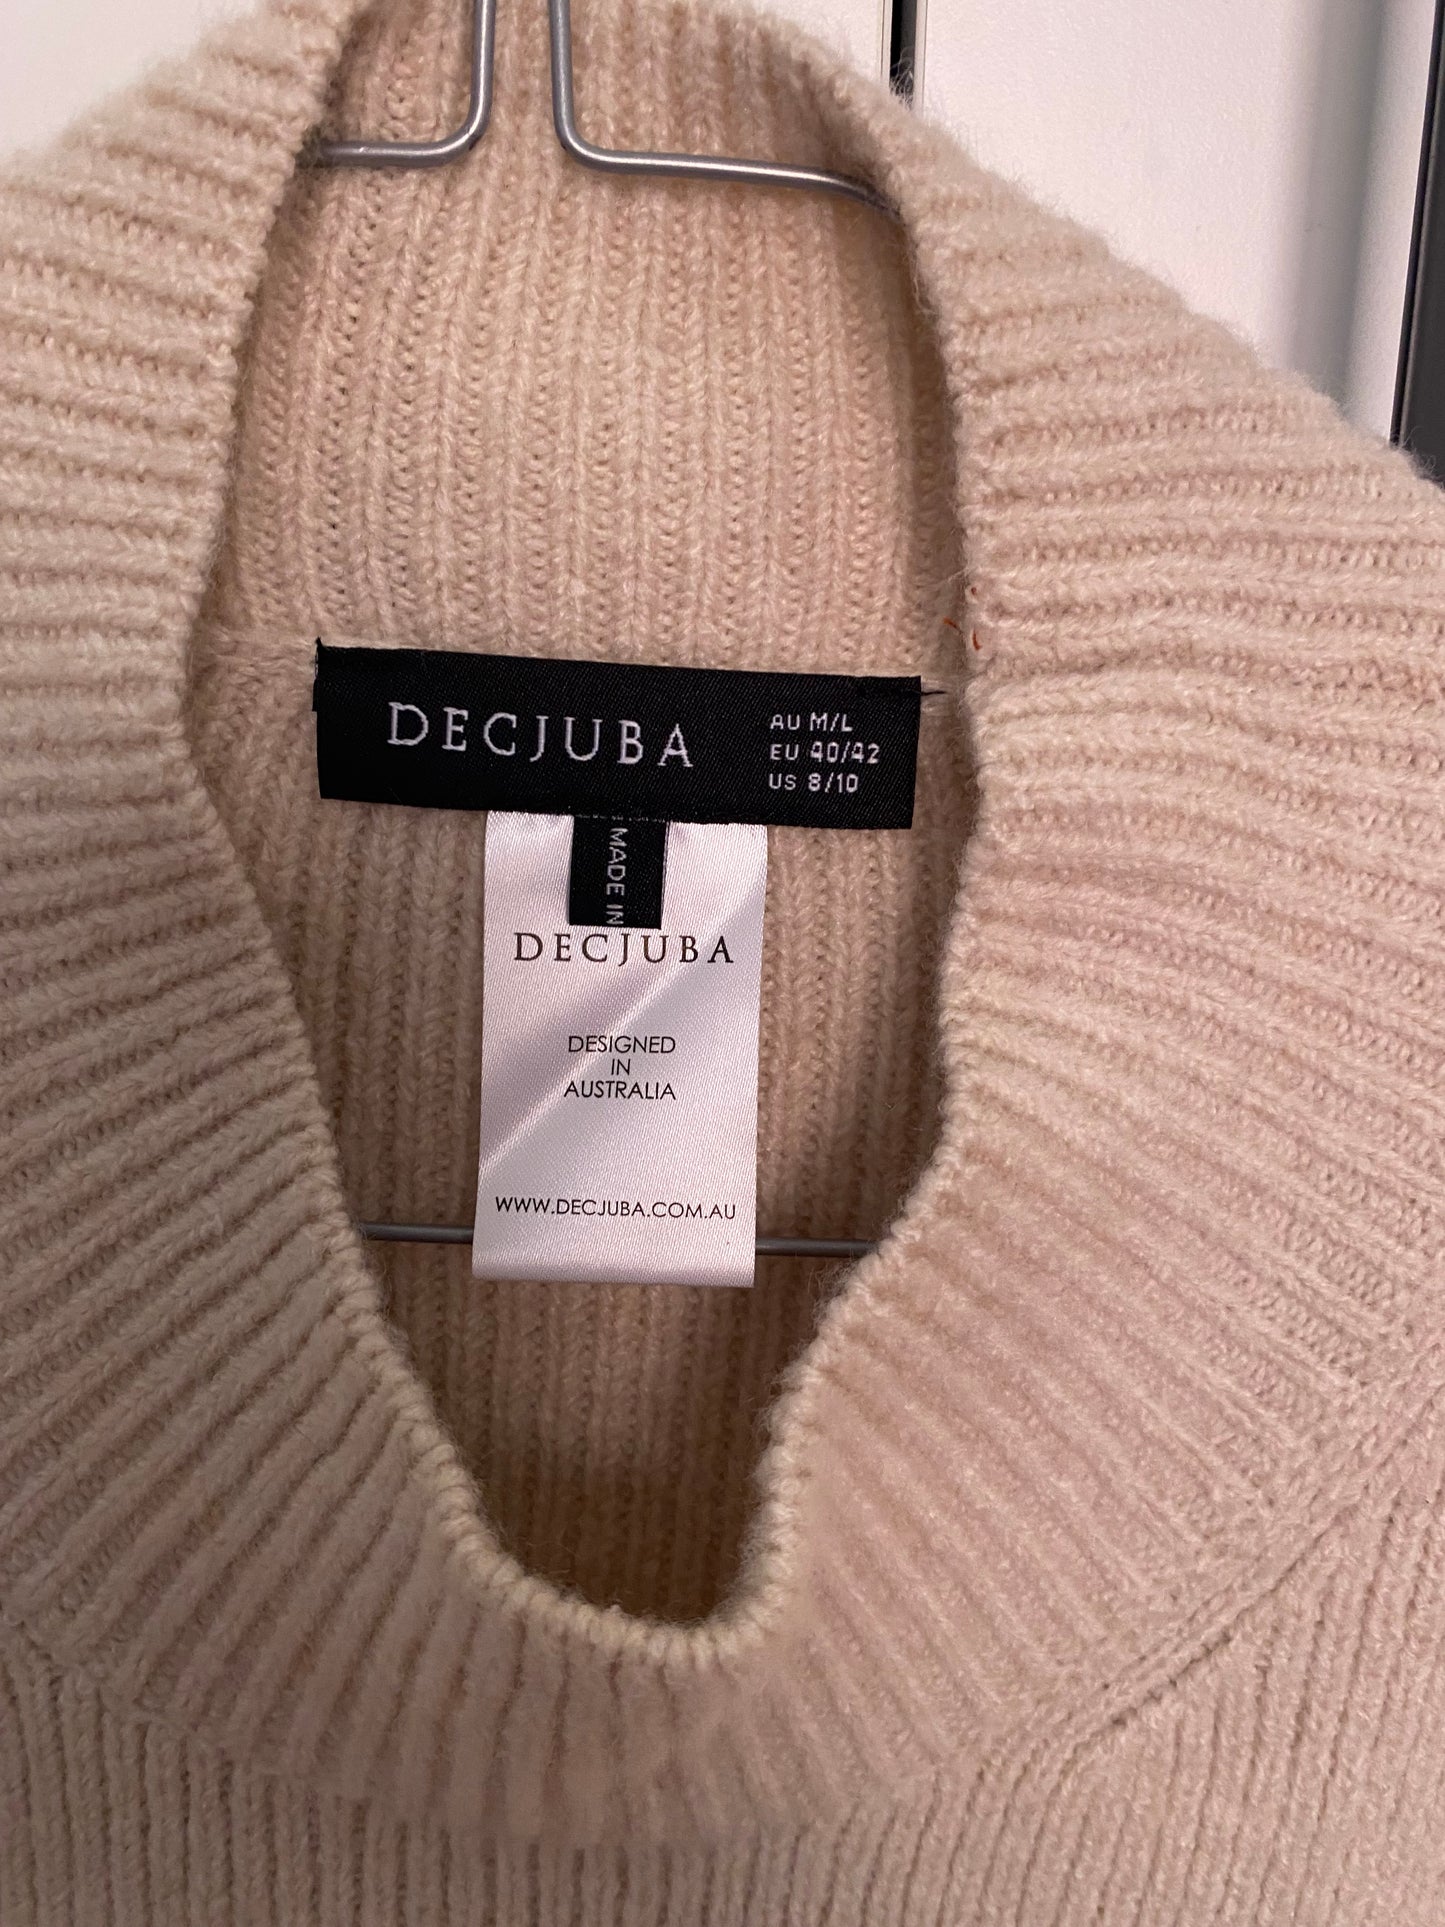 DECJUBA
AU M/L
EU 40/42
US 8/10
MADE IN
DECJUBA
DESIGNED
IN
AUSTRALIA
WWW.DECJUBA.COM.AU